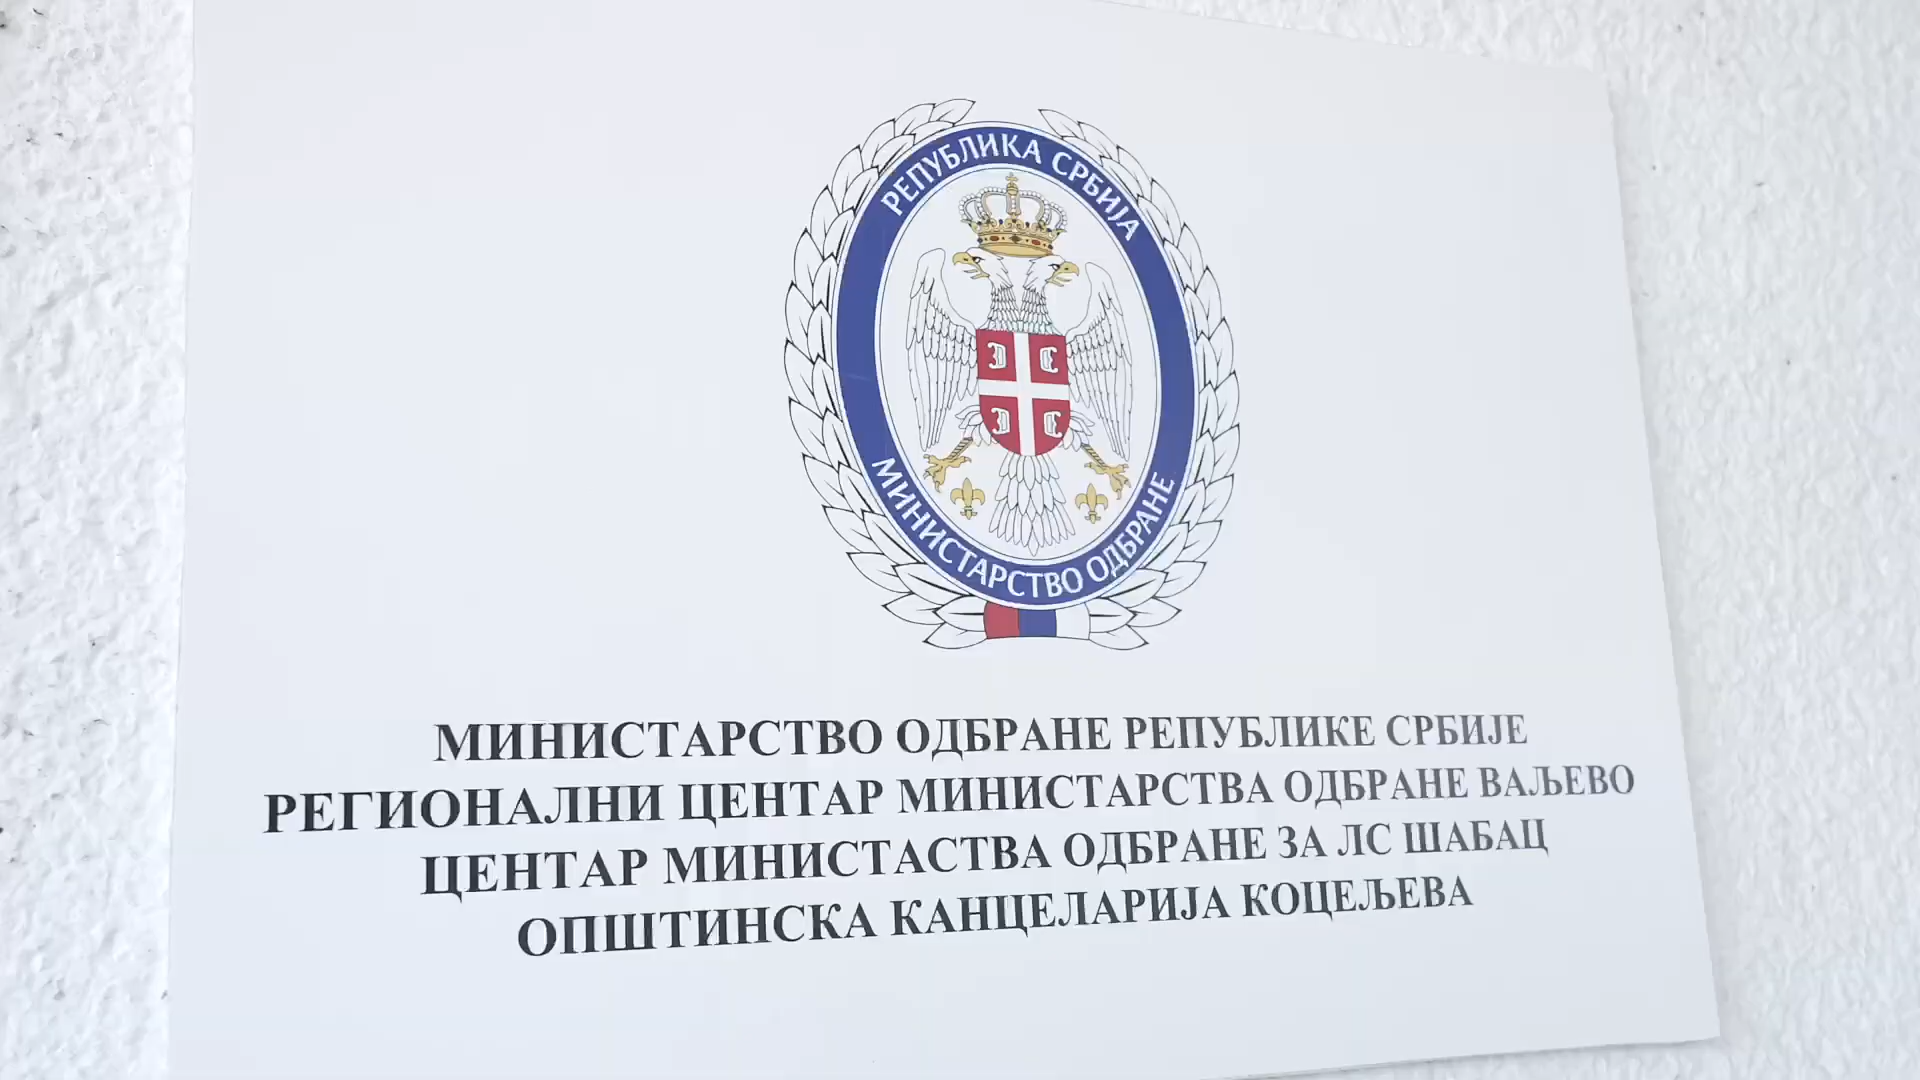 РЕПУБЛИКА СРБИЈА
МИНИСТАРСТВО ОДБРАНЕ
МИНИСТАРСТВО ОДБРАНЕ РЕПУБЛИКЕ СРБИЈЕ
РЕГИОНАЛНИ ЦЕНТАР МИНИСТАРСТВА ОДБРАНЕ ВАЉЕВО
ЦЕНТАР МИНИСТАСТВА ОДБРАНЕ ЗА ЛС ШАБАЦ
ОПШТИНСКА КАНЦЕЛАРИЈА КОЦЕЉЕВА